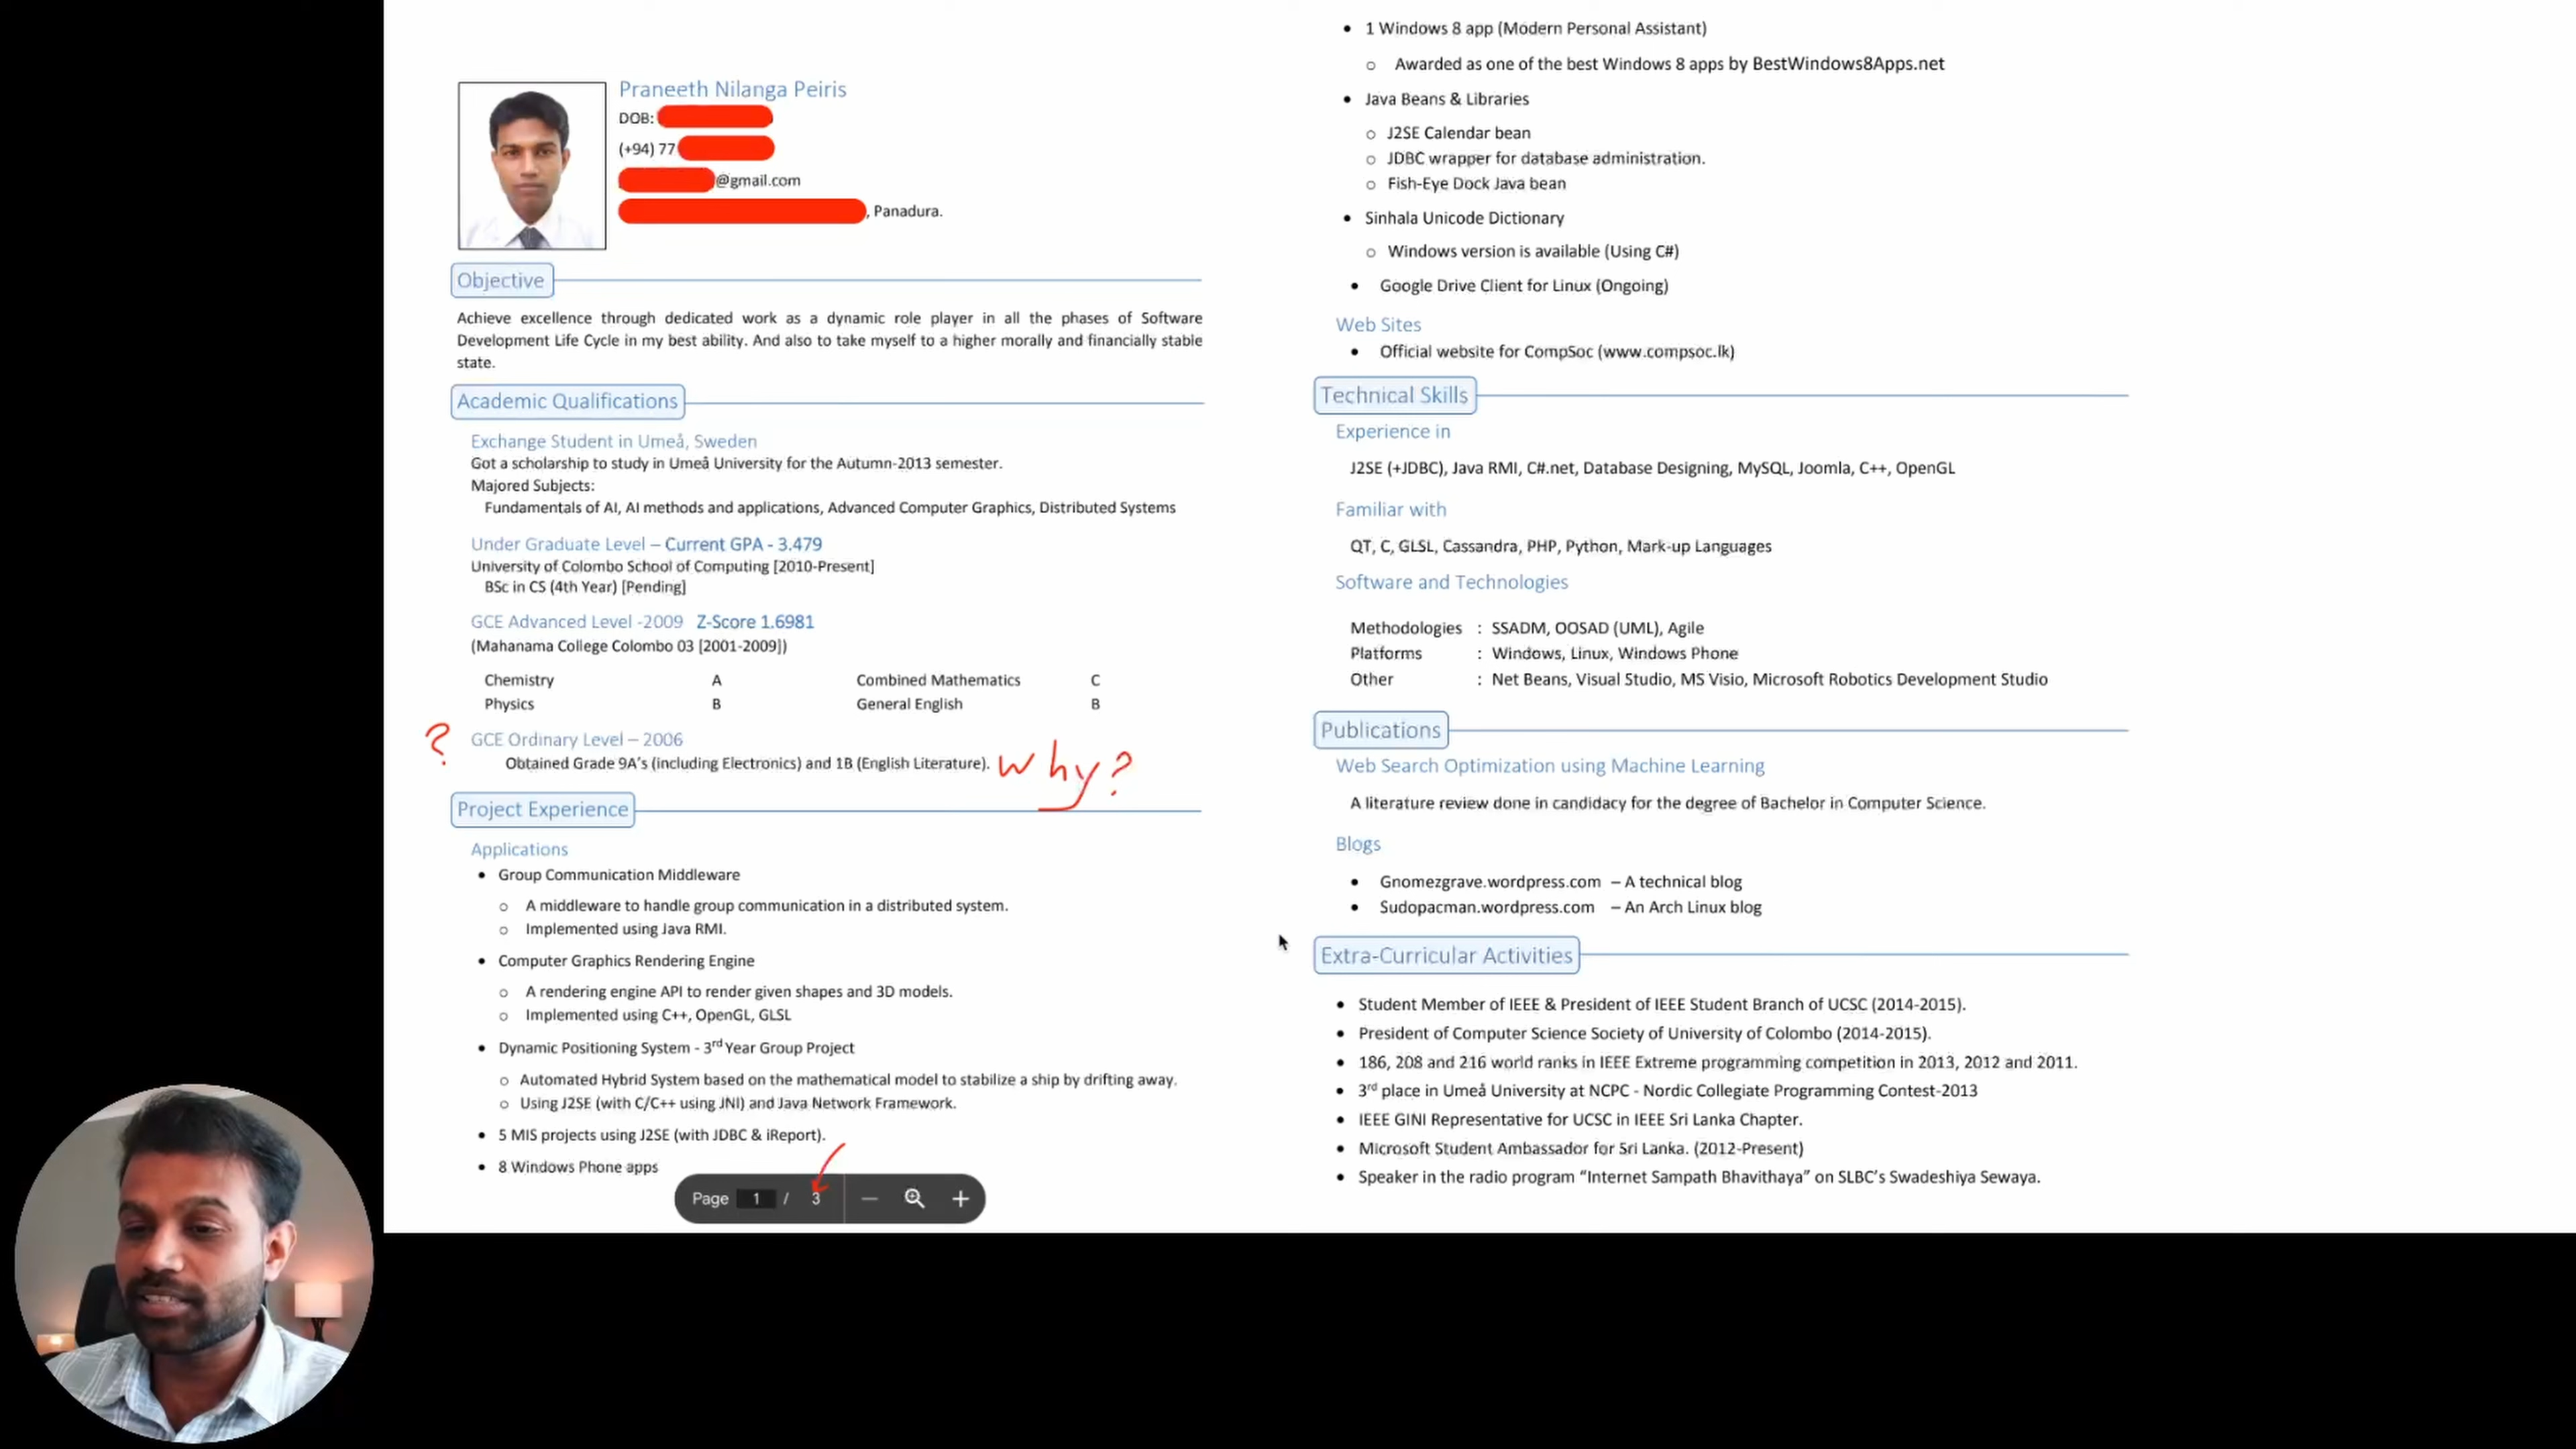 Praneeth Nilanga Peiris
DOB:
(+94) 77
@gmail.com
, Panadura.
Objective
Achieve excellence through dedicated work as a dynamic role player in all the phases of Software
Development Life Cycle in my best ability. And also to take myself to a higher morally and financially stable
state.
Academic Qualifications
Exchange Student in Umeå, Sweden
Got a scholarship to study in Umeå University for the Autumn-2013 semester.
Majored Subjects:
Fundamentals of AI, AI methods and applications, Advanced Computer Graphics, Distributed Systems
Under Graduate Level – Current GPA - 3.479
University of Colombo School of Computing [2010-Present]
BSc in CS (4th Year) [Pending]
GCE Advanced Level -2009 Z-Score 1.6981
(Mahanama College Colombo 03 [2001-2009])
Chemistry A Combined Mathematics C
Physics B General English B
? GCE Ordinary Level – 2006
Obtained Grade 9A's (including Electronics) and 1B (English Literature). Why?
Project Experience
Applications
• Group Communication Middleware
o A middleware to handle group communication in a distributed system.
o Implemented using Java RMI.
• Computer Graphics Rendering Engine
o A rendering engine API to render given shapes and 3D models.
o Implemented using C++, OpenGL, GLSL
• Dynamic Positioning System - 3rd Year Group Project
o Automated Hybrid System based on the mathematical model to stabilize a ship by drifting away.
o Using J2SE (with C/C++ using JNI) and Java Network Framework.
• 5 MIS projects using J2SE (with JDBC & iReport).
• 8 Windows Phone apps
Page 1 / 3
• 1 Windows 8 app (Modern Personal Assistant)
o Awarded as one of the best Windows 8 apps by BestWindows8Apps.net
• Java Beans & Libraries
o J2SE Calendar bean
o JDBC wrapper for database administration.
o Fish-Eye Dock Java bean
• Sinhala Unicode Dictionary
o Windows version is available (Using C#)
• Google Drive Client for Linux (Ongoing)
Web Sites
• Official website for CompSoc (www.compsoc.lk)
Technical Skills
Experience in
J2SE (+JDBC), Java RMI, C#.net, Database Designing, MySQL, Joomla, C++, OpenGL
Familiar with
QT, C, GLSL, Cassandra, PHP, Python, Mark-up Languages
Software and Technologies
Methodologies : SSADM, OOSAD (UML), Agile
Platforms : Windows, Linux, Windows Phone
Other : Net Beans, Visual Studio, MS Visio, Microsoft Robotics Development Studio
Publications
Web Search Optimization using Machine Learning
A literature review done in candidacy for the degree of Bachelor in Computer Science.
Blogs
• Gnomezgrave.wordpress.com – A technical blog
• Sudopacman.wordpress.com – An Arch Linux blog
Extra-Curricular Activities
• Student Member of IEEE & President of IEEE Student Branch of UCSC (2014-2015).
• President of Computer Science Society of University of Colombo (2014-2015).
• 186, 208 and 216 world ranks in IEEE Extreme programming competition in 2013, 2012 and 2011.
• 3rd place in Umeå University at NCPC - Nordic Collegiate Programming Contest-2013
• IEEE GINI Representative for UCSC in IEEE Sri Lanka Chapter.
• Microsoft Student Ambassador for Sri Lanka. (2012-Present)
• Speaker in the radio program "Internet Sampath Bhavithaya" on SLBC's Swadeshiya Sewaya.